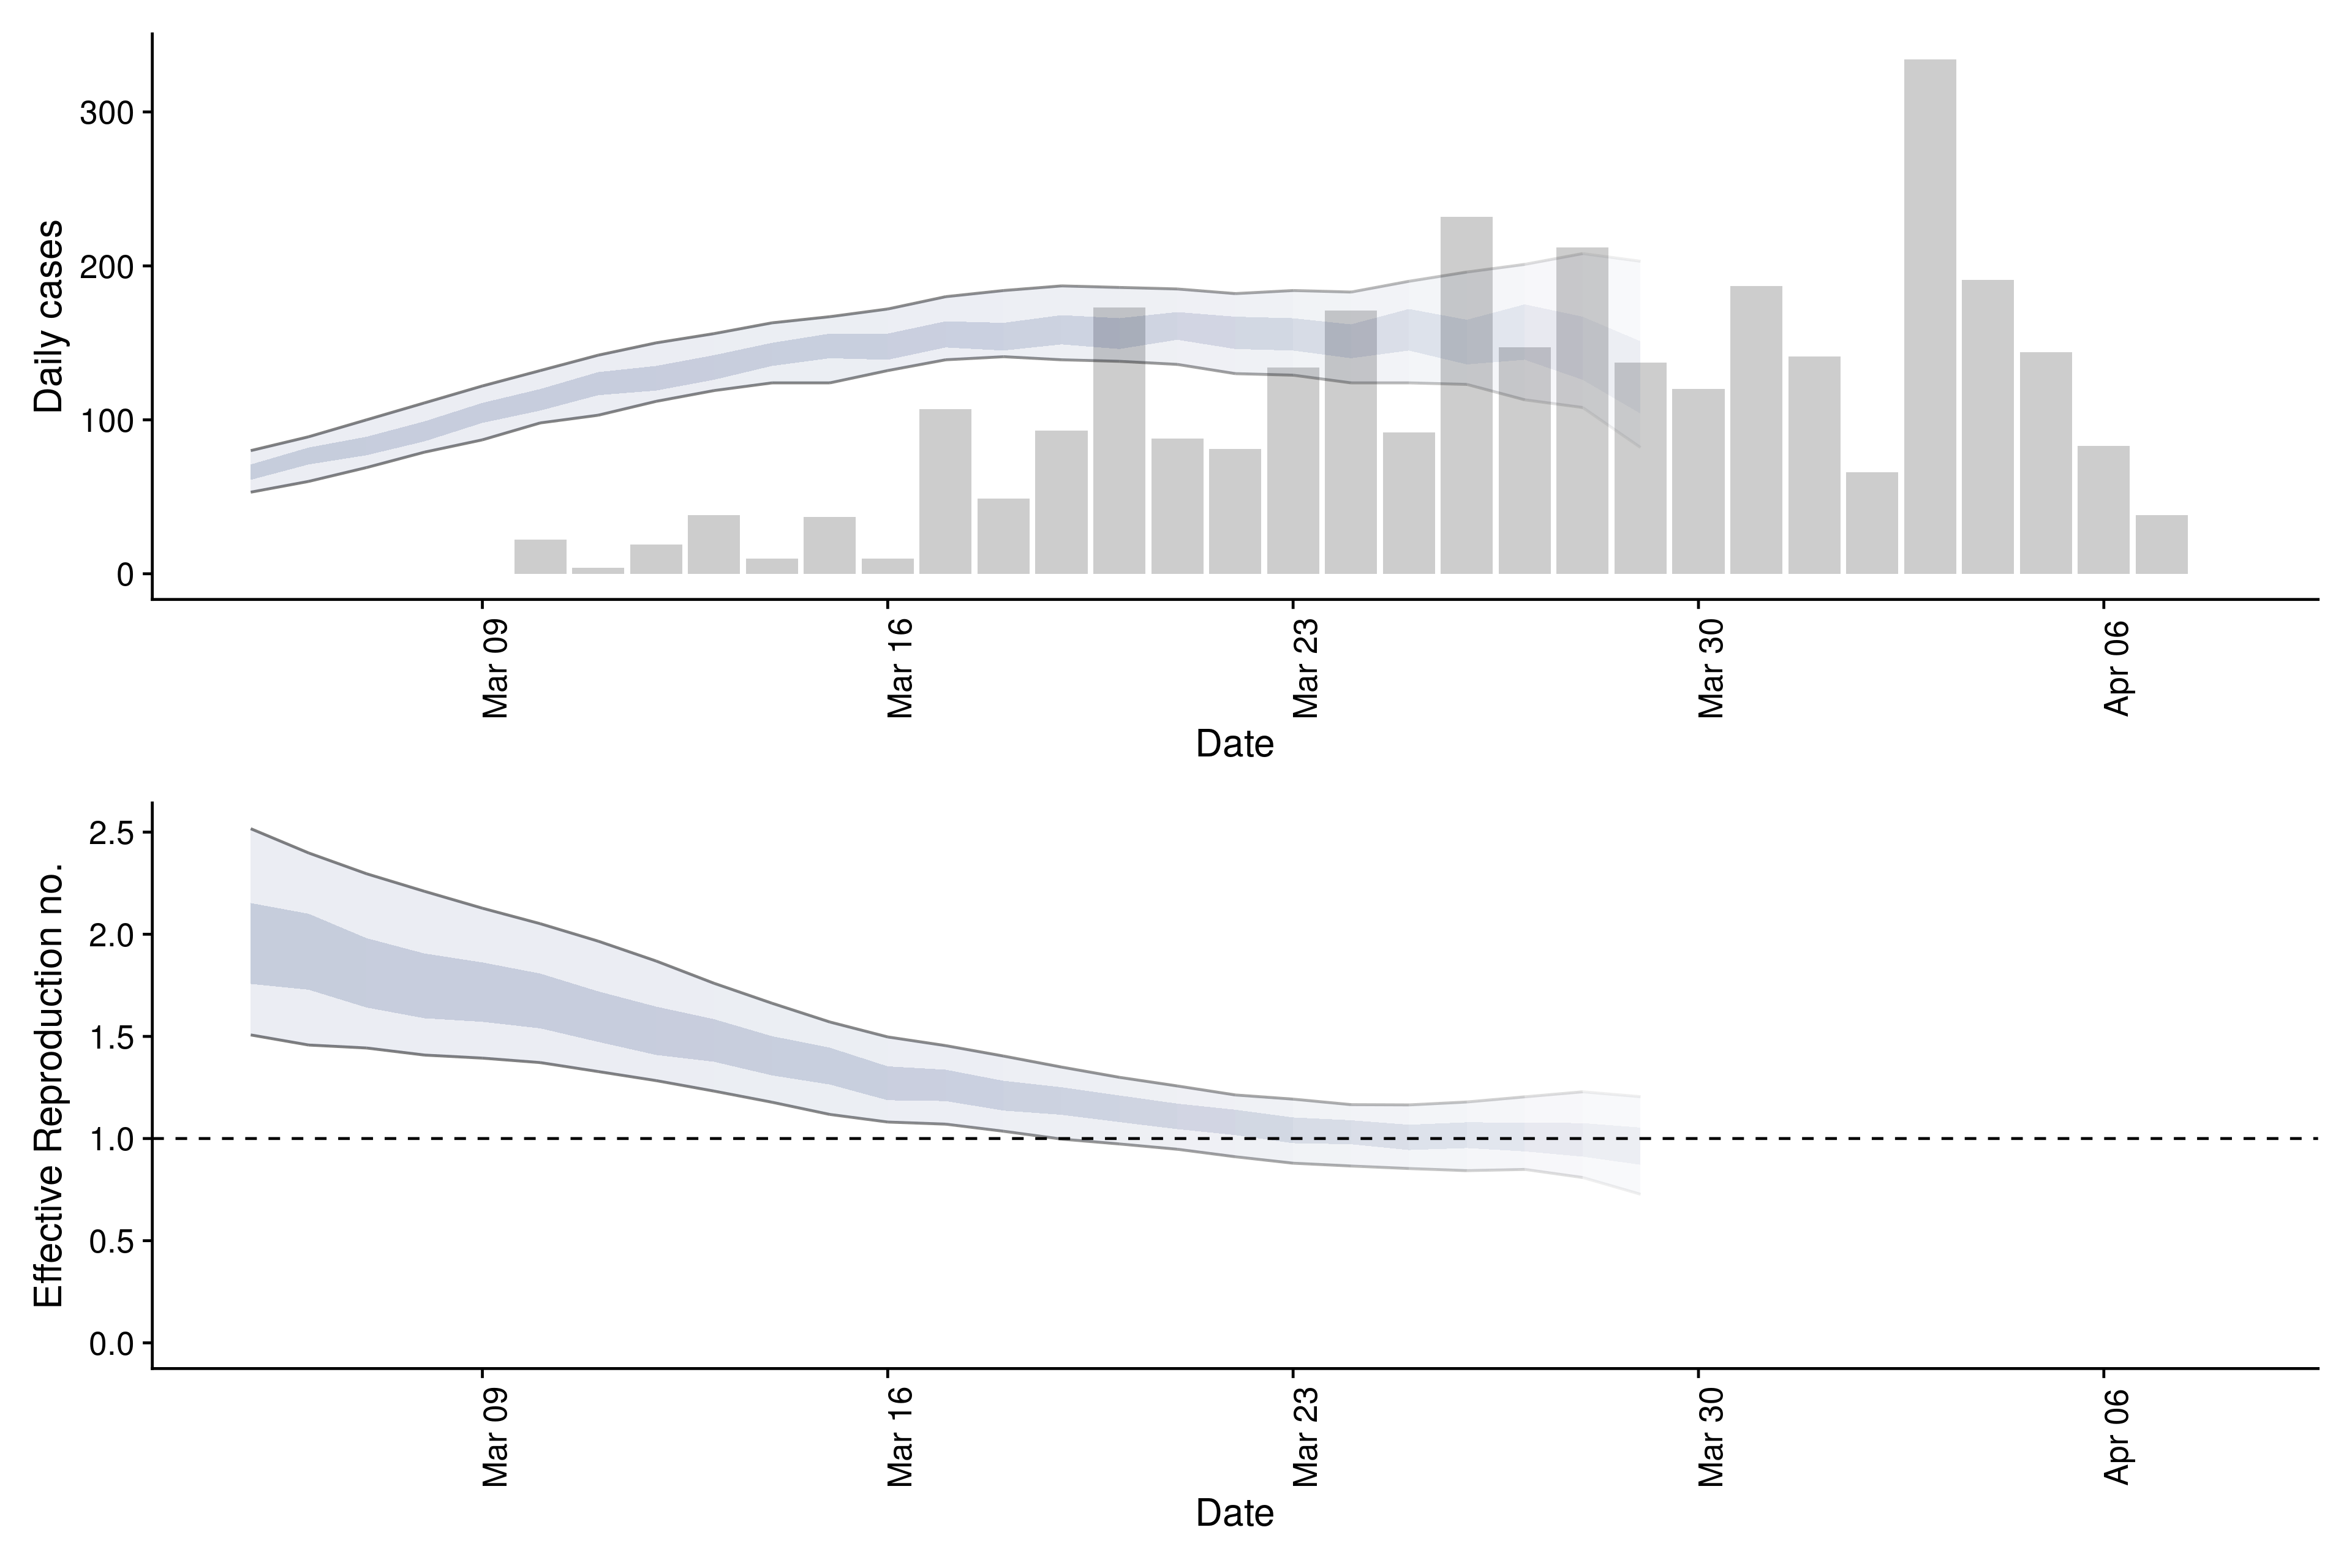 Daily cases
300
200
100
0
Mar 09
Mar 16
Mar 23
Mar 30
Apr 06
Date
Effective Reproduction no.
2.5
2.0
1.5
1.0
0.5
0.0
Mar 09
Mar 16
Mar 23
Mar 30
Apr 06
Date